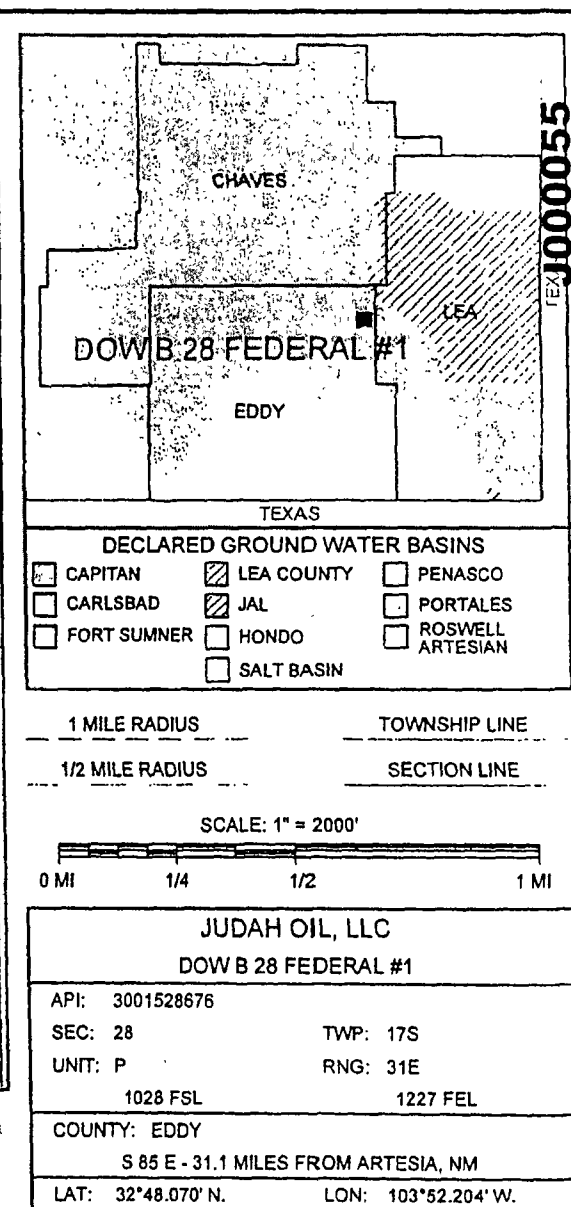 CHAVES
J000055
TEX
LEA
DOW B 28 FEDERAL #1
EDDY
TEXAS
DECLARED GROUND WATER BASINS
CAPITAN LEA COUNTY PENASCO
CARLSBAD JAL PORTALES
FORT SUMNER HONDO ROSWELL ARTESIAN
SALT BASIN
1 MILE RADIUS TOWNSHIP LINE
1/2 MILE RADIUS SECTION LINE
SCALE: 1" = 2000'
0 MI 1/4 1/2 1 MI
JUDAH OIL, LLC
DOW B 28 FEDERAL #1
API: 3001528676
SEC: 28 TWP: 17S
UNIT: P RNG: 31E
1028 FSL 1227 FEL
COUNTY: EDDY
S 85 E - 31.1 MILES FROM ARTESIA, NM
LAT: 32°48.070' N. LON: 103°52.204' W.